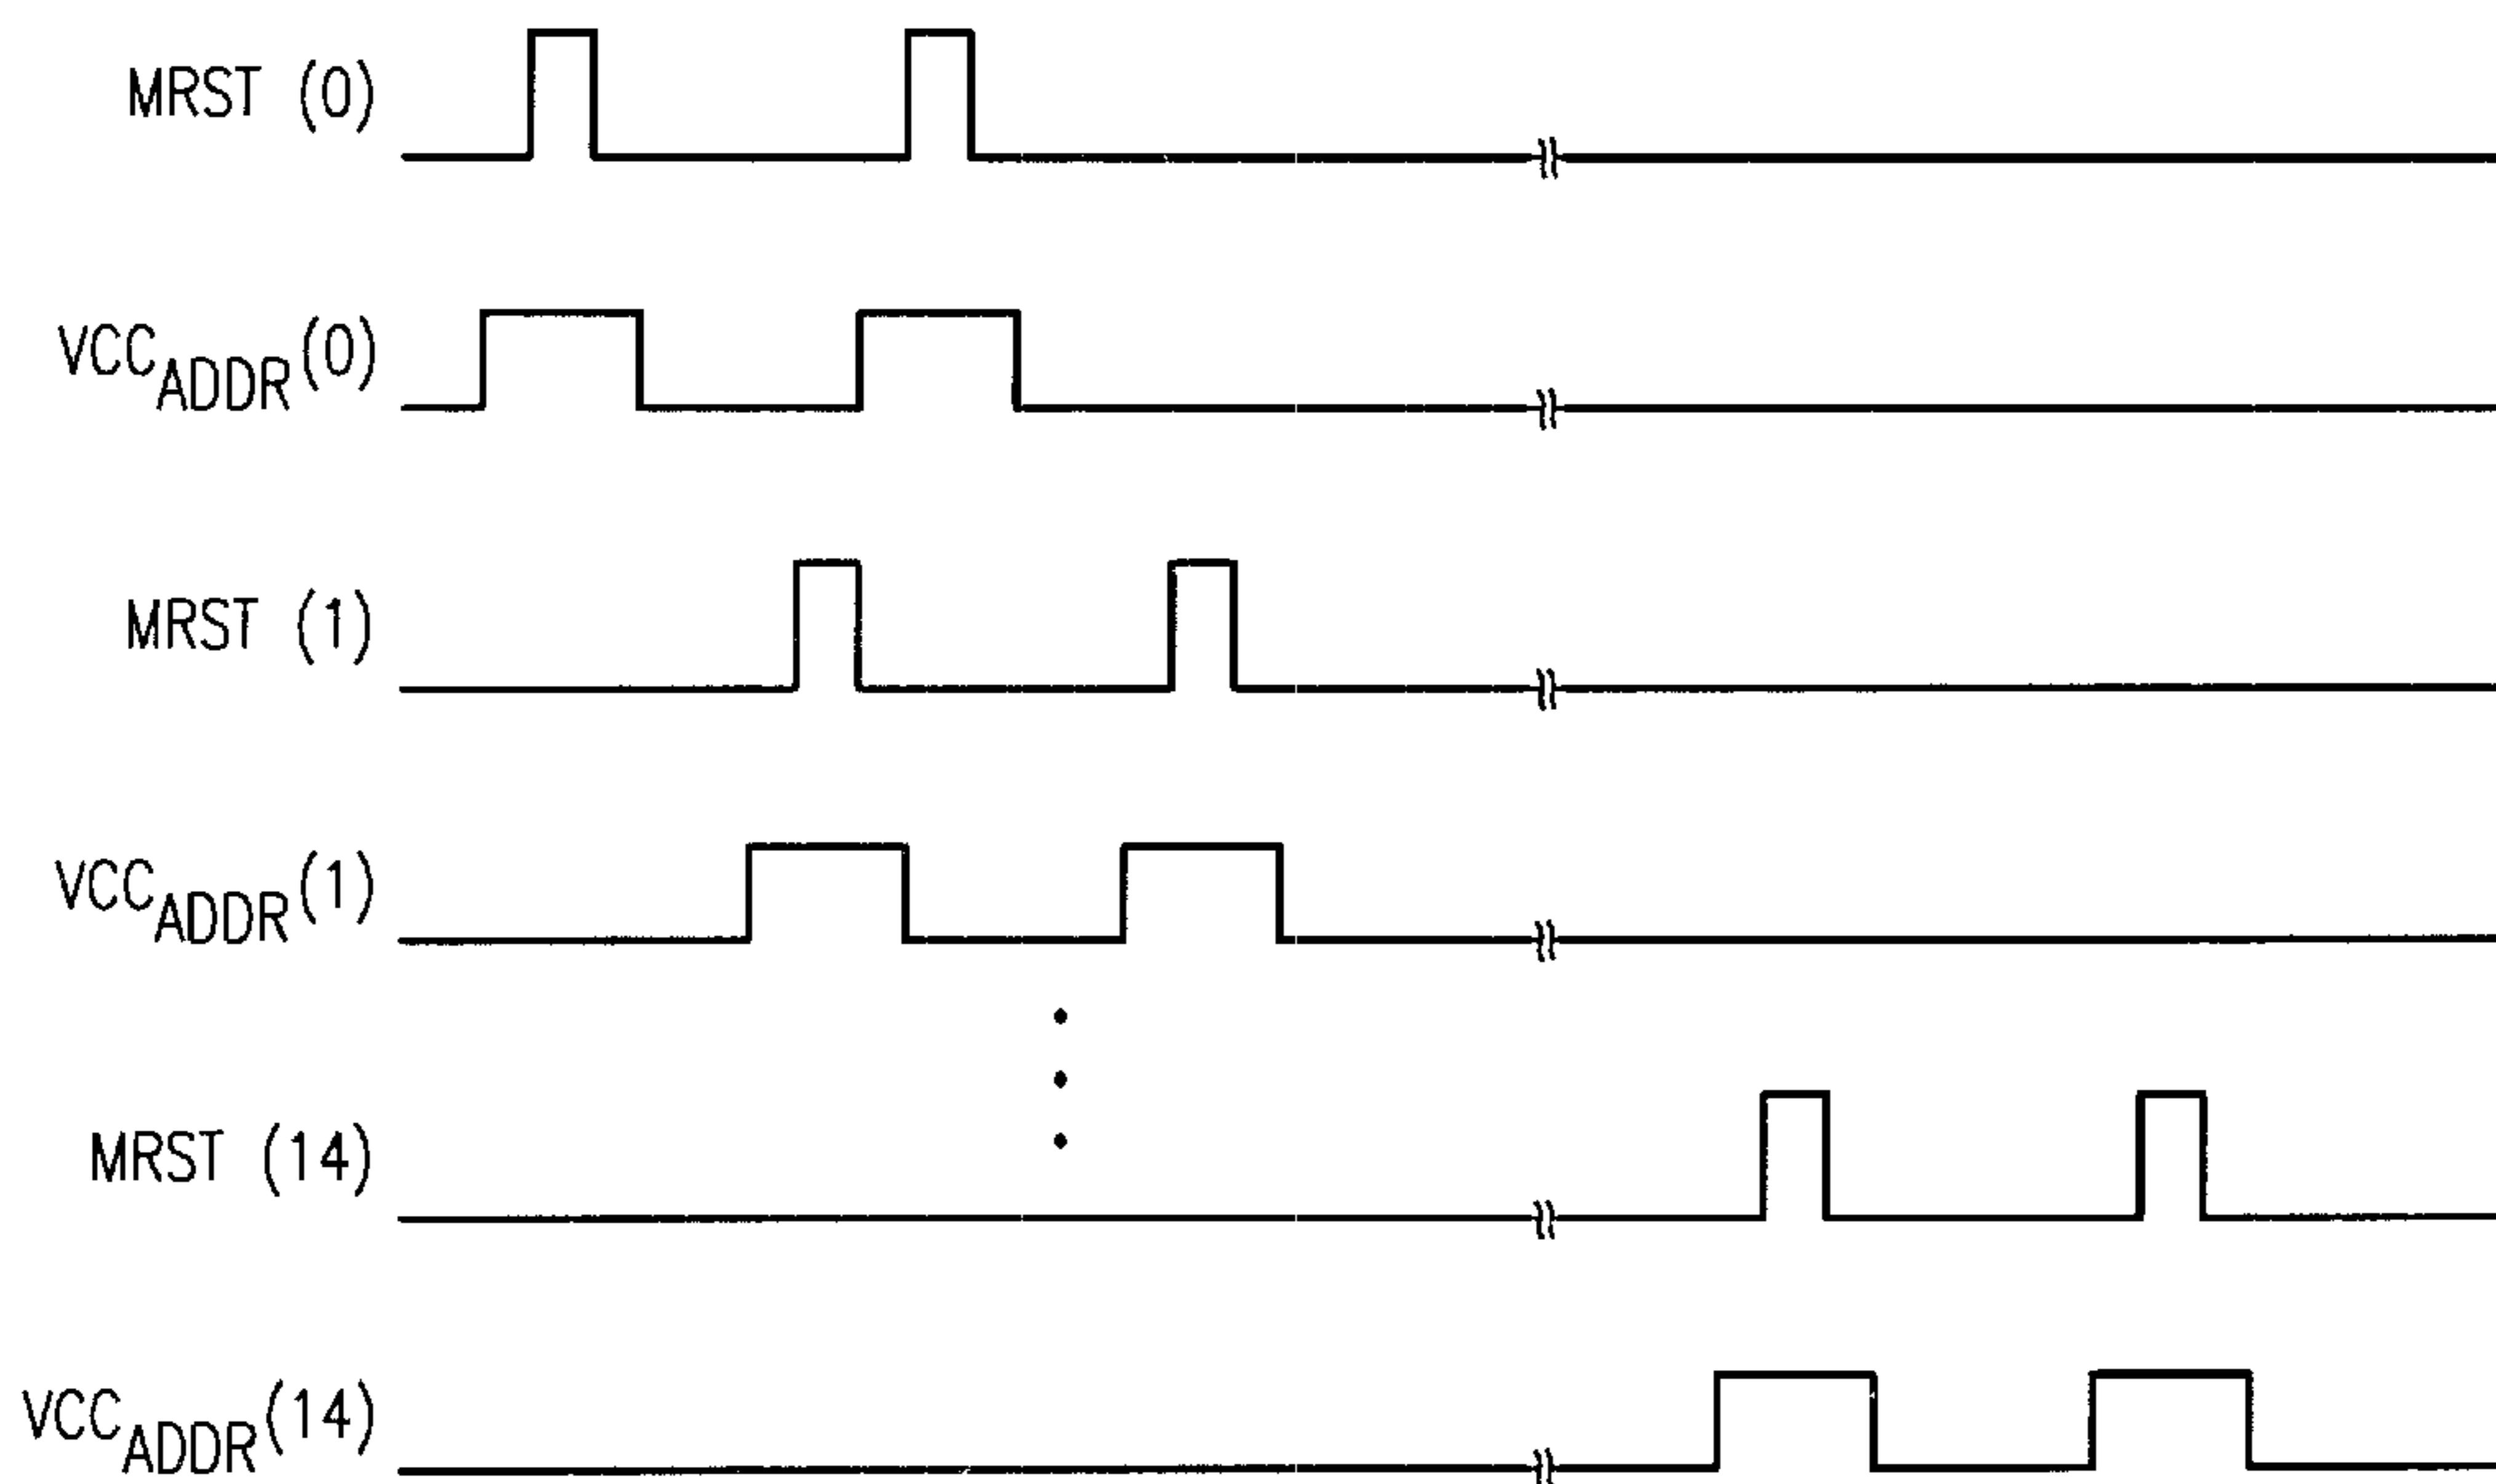 MRST (0)
VCCADDR(0)
MRST (1)
VCCADDR(1)
MRST (14)
VCCADDR(14)